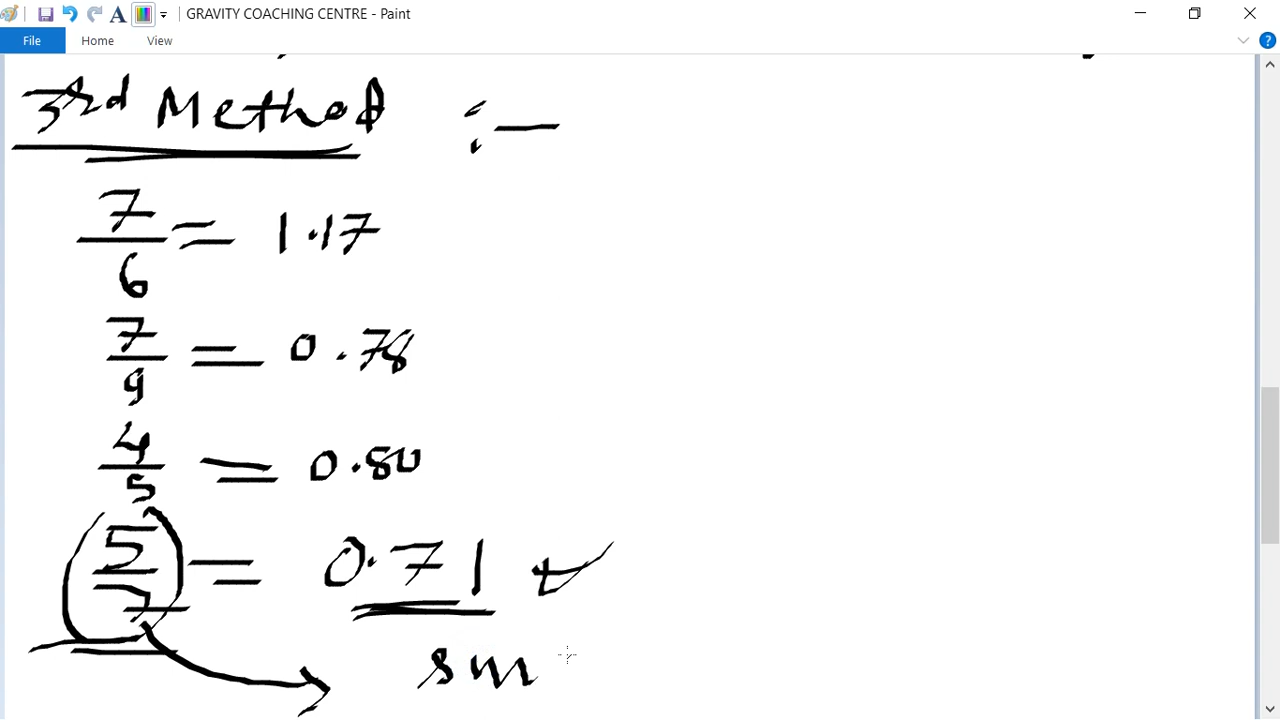 GRAVITY COACHING CENTRE - Paint
File Home View
3rd Method :-
7/6 = 1.17
7/9 = 0.78
4/5 = 0.80
(5/7) = 0.71 ✓
sm